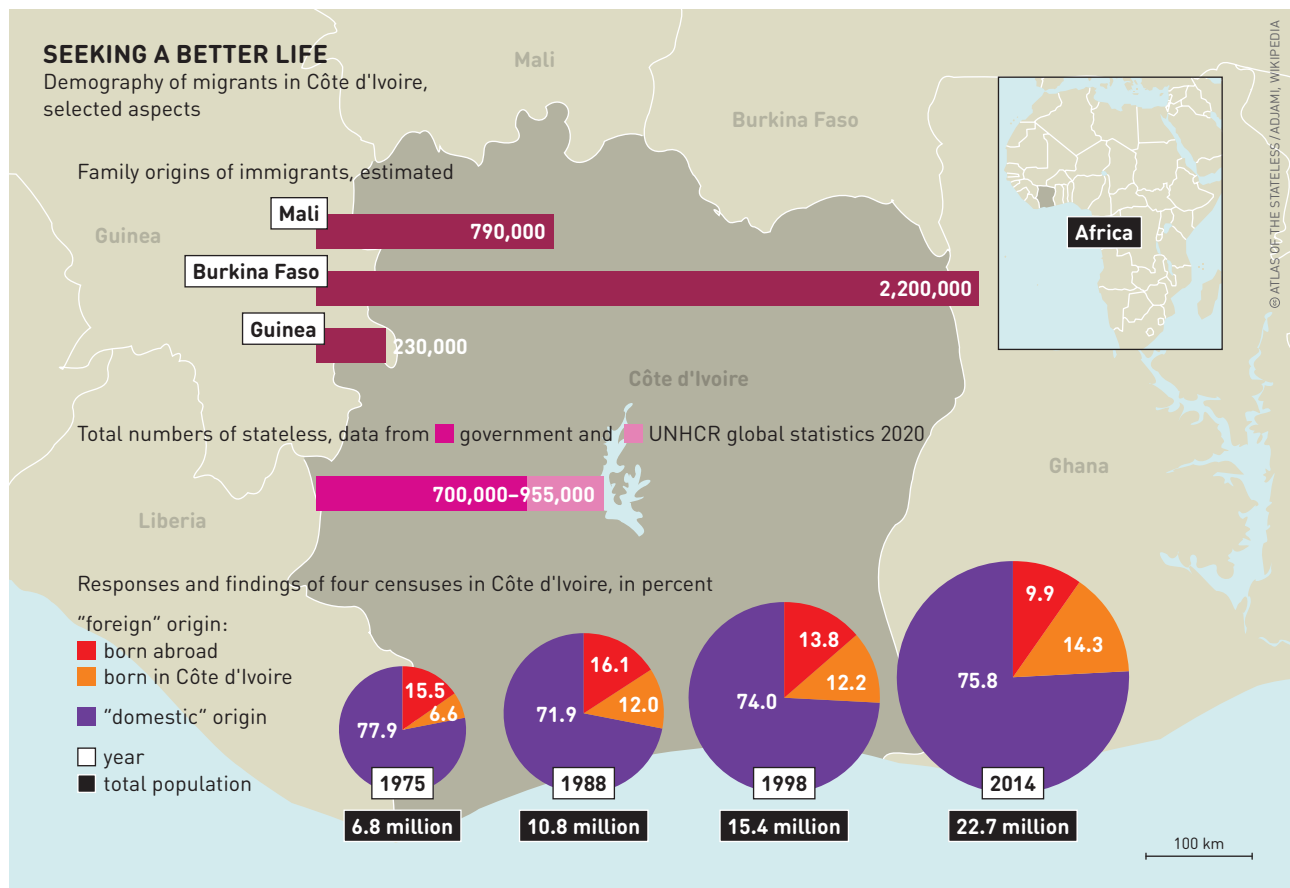 SEEKING A BETTER LIFE
Demography of migrants in Côte d'Ivoire,
selected aspects
Mali
Burkina Faso
Guinea
Côte d'Ivoire
Liberia
Ghana
Africa
© ATLAS OF THE STATELESS / ADJAMI, WIKIPEDIA
Family origins of immigrants, estimated
Mali
790,000
Burkina Faso
2,200,000
Guinea
230,000
Total numbers of stateless, data from government and UNHCR global statistics 2020
700,000–955,000
Responses and findings of four censuses in Côte d'Ivoire, in percent
"foreign" origin:
born abroad
born in Côte d'Ivoire
"domestic" origin
year
total population
15.5
6.6
77.9
1975
6.8 million
16.1
12.0
71.9
1988
10.8 million
13.8
12.2
74.0
1998
15.4 million
9.9
14.3
75.8
2014
22.7 million
100 km